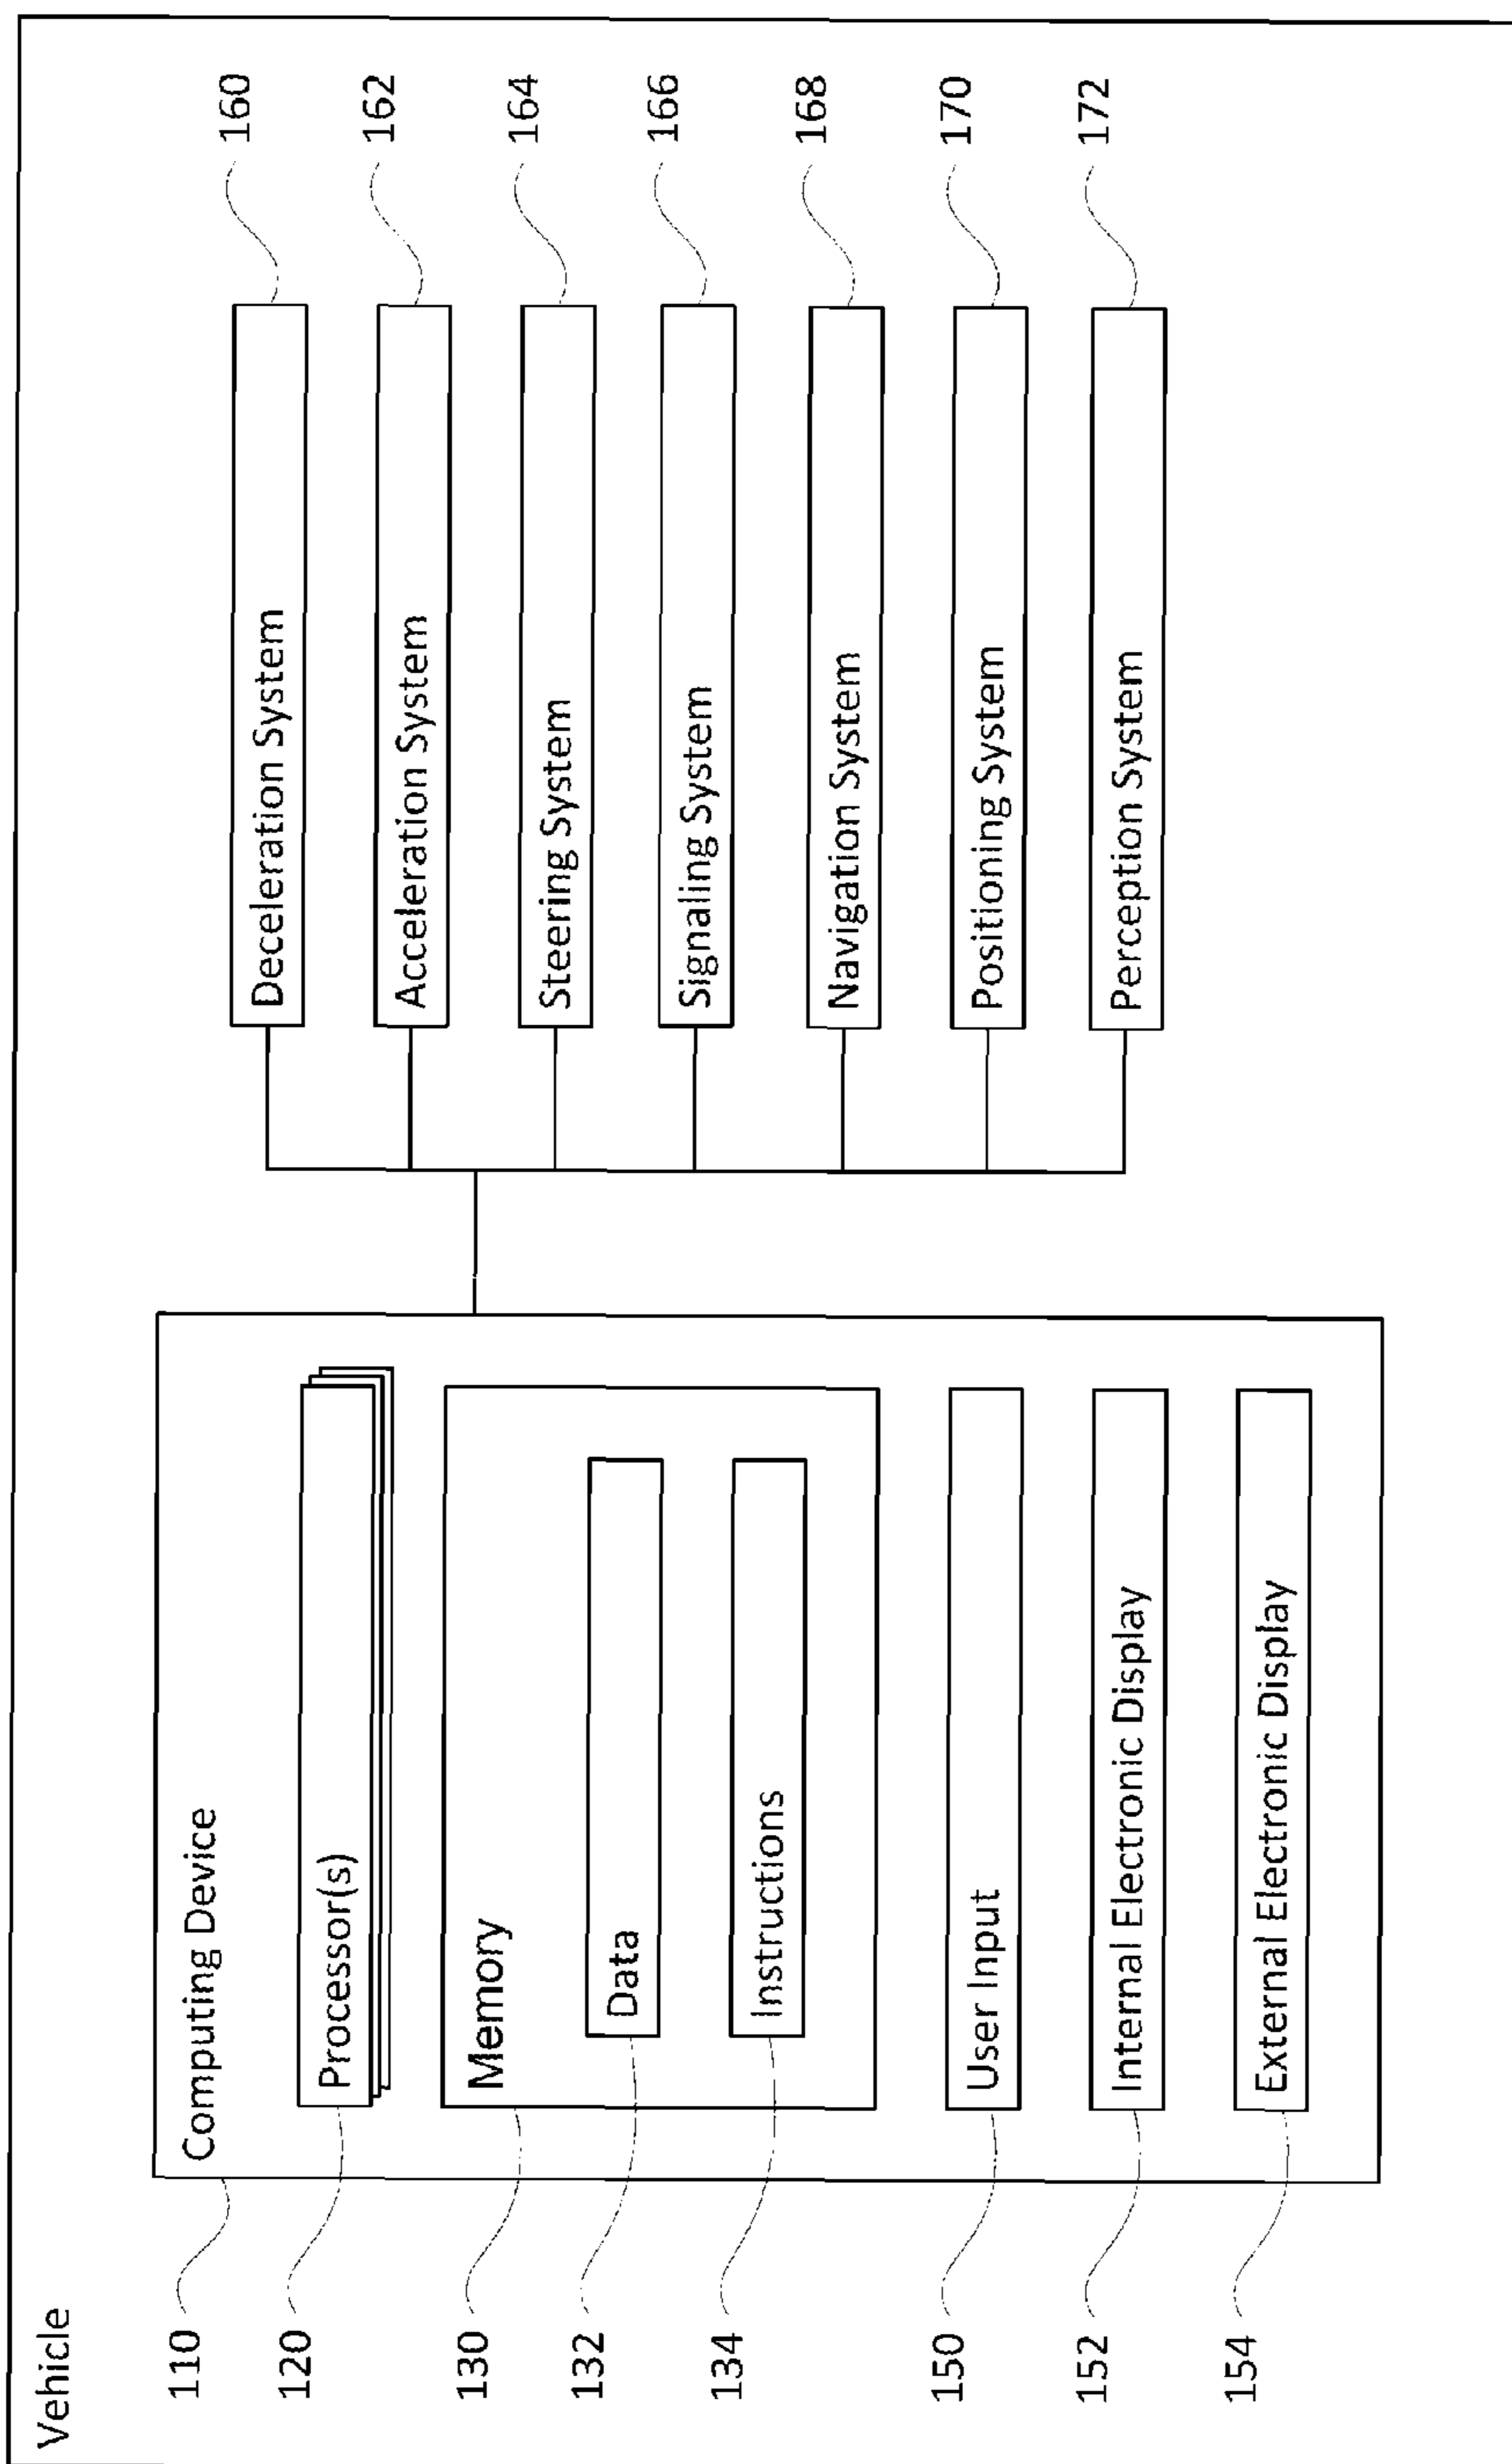 Vehicle
110
Computing Device
120
Processor(s)
130
Memory
132
Data
134
Instructions
150
User Input
152
Internal Electronic Display
154
External Electronic Display
Deceleration System
160
Acceleration System
162
Steering System
164
Signaling System
166
Navigation System
168
Positioning System
170
Perception System
172